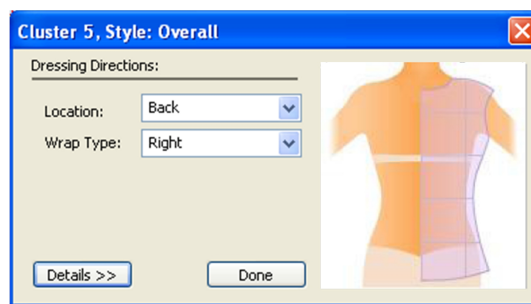 Cluster 5, Style: Overall
Dressing Directions:
Location: Back
Wrap Type: Right
Details >> Done